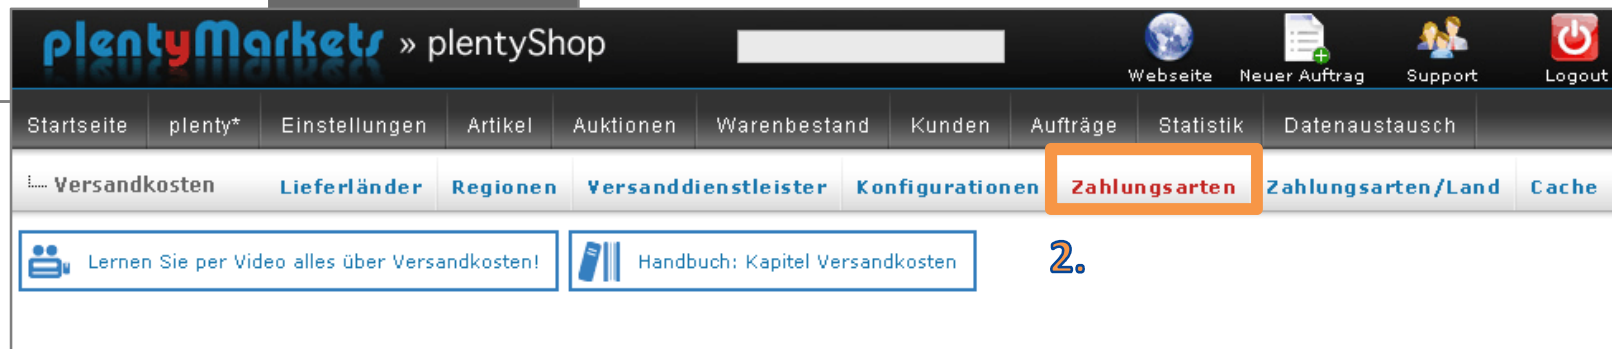 plentyMarkets » plentyShop
Webseite Neuer Auftrag Support Logout
Startseite plenty* Einstellungen Artikel Auktionen Warenbestand Kunden Aufträge Statistik Datenaustausch
Versandkosten Lieferländer Regionen Versanddienstleister Konfigurationen Zahlungsarten Zahlungsarten/Land Cache
Lernen Sie per Video alles über Versandkosten! Handbuch: Kapitel Versandkosten 2.